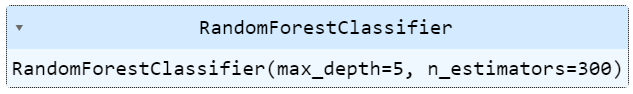 RandomForestClassifier
RandomForestClassifier(max_depth=5, n_estimators=300)